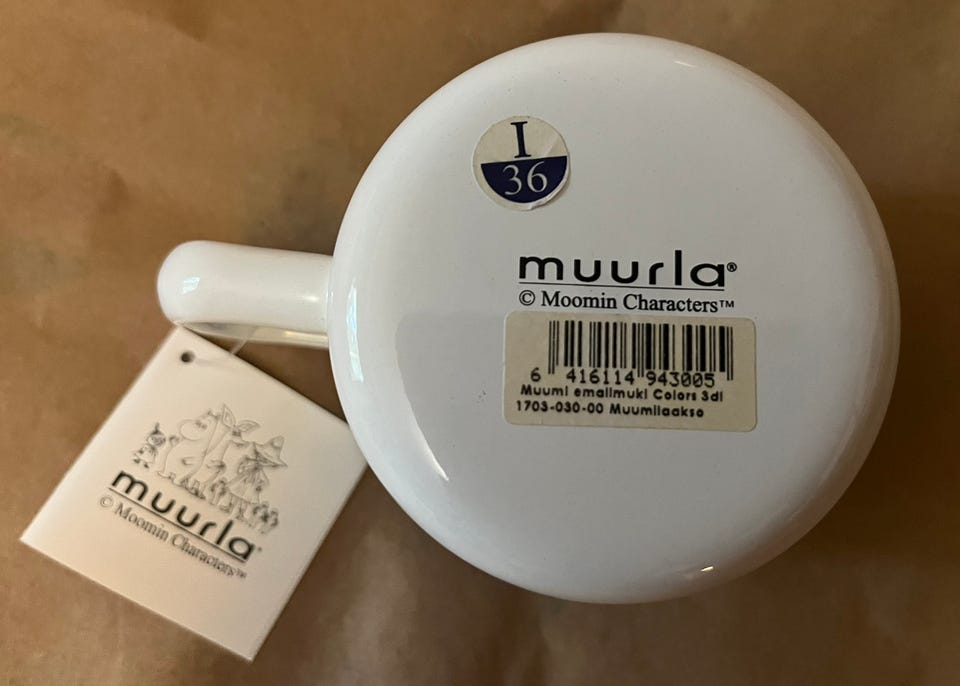 I
36
muurla®
© Moomin Characters™
6 416114 943005
Muumi emalimuki Colors 3dl
1703-030-00 Muumilaakso
muurla®
© Moomin Characters™